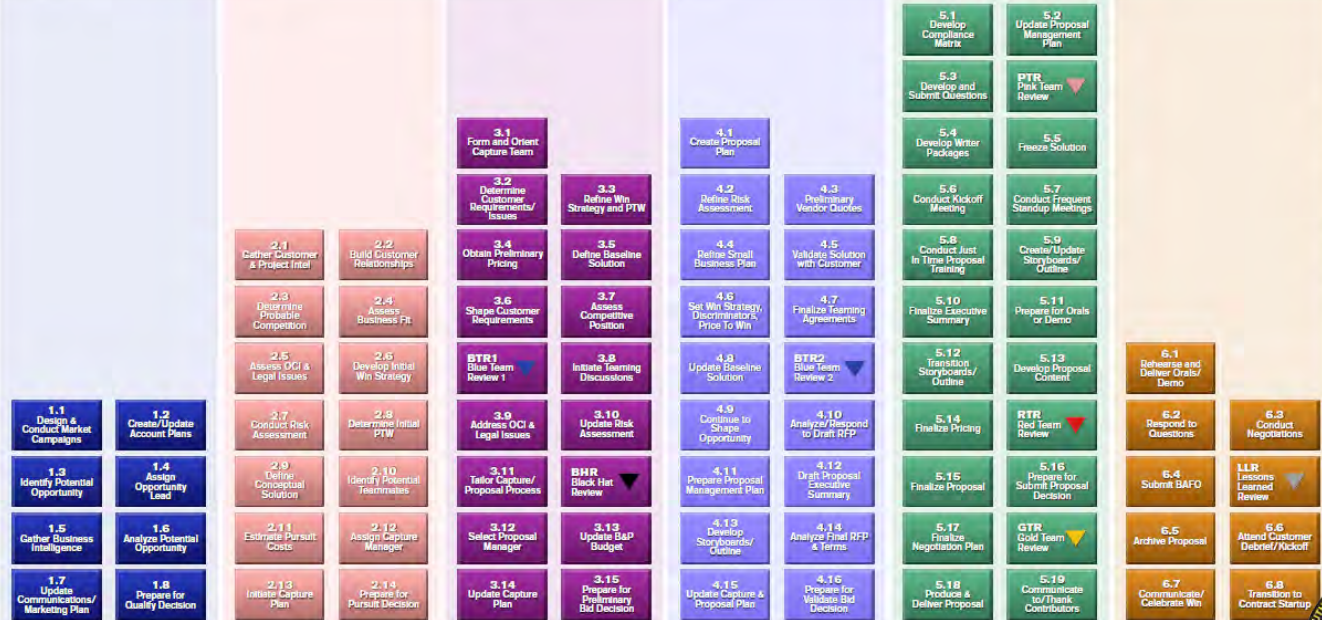 1.1
Design &
Conduct Market
Campaigns
1.2
Create/Update
Account Plans
1.3
Identify Potential
Opportunity
1.4
Assign
Opportunity
Lead
1.5
Gather Business
Intelligence
1.6
Analyze Potential
Opportunity
1.7
Update
Communications/
Marketing Plan
1.8
Prepare for
Qualify Decision
2.1
Gather Customer
& Project Intel
2.2
Build Customer
Relationships
2.3
Determine
Probable
Competition
2.4
Assess
Business Fit
2.5
Assess OCI &
Legal Issues
2.6
Develop Initial
Win Strategy
2.7
Conduct Risk
Assessment
2.8
Determine Initial
PTW
2.9
Define
Conceptual
Solution
2.10
Identify Potential
Teammates
2.11
Estimate Pursuit
Costs
2.12
Assign Capture
Manager
2.13
Initiate Capture
Plan
2.14
Prepare for
Pursuit Decision
3.1
Form and Orient
Capture Team
3.2
Determine
Customer
Requirements/
Issues
3.3
Refine Win
Strategy and PTW
3.4
Obtain Preliminary
Pricing
3.5
Define Baseline
Solution
3.6
Shape Customer
Requirements
3.7
Assess
Competitive
Position
BTR1
Blue Team
Review 1
3.8
Initiate Teaming
Discussions
3.9
Address OCI &
Legal Issues
3.10
Update Risk
Assessment
3.11
Tailor Capture/
Proposal Process
BHR
Black Hat
Review
3.12
Select Proposal
Manager
3.13
Update B&P
Budget
3.14
Update Capture
Plan
3.15
Prepare for
Preliminary
Bid Decision
4.1
Create Proposal
Plan
4.2
Refine Risk
Assessment
4.3
Preliminary
Vendor Quotes
4.4
Refine Small
Business Plan
4.5
Validate Solution
with Customer
4.6
Set Win Strategy,
Discriminators,
Price To Win
4.7
Finalize Teaming
Agreements
4.8
Update Baseline
Solution
BTR2
Blue Team
Review 2
4.9
Continue to
Shape
Opportunity
4.10
Analyze/Respond
to Draft RFP
4.11
Prepare Proposal
Management Plan
4.12
Draft Proposal
Executive
Summary
4.13
Develop
Storyboards/
Outline
4.14
Analyze Final RFP
& Terms
4.15
Update Capture &
Proposal Plan
4.16
Prepare for
Validate Bid
Decision
5.1
Develop
Compliance
Matrix
5.2
Update Proposal
Management
Plan
5.3
Develop and
Submit Questions
PTR
Pink Team
Review
5.4
Develop Writer
Packages
5.5
Freeze Solution
5.6
Conduct Kickoff
Meeting
5.7
Conduct Frequent
Standup Meetings
5.8
Conduct Just
In Time Proposal
Training
5.9
Create/Update
Storyboards/
Outline
5.10
Finalize Executive
Summary
5.11
Prepare for Orals
or Demo
5.12
Transition
Storyboards/
Outline
5.13
Develop Proposal
Content
5.14
Finalize Pricing
RTR
Red Team
Review
5.15
Finalize Proposal
5.16
Prepare for
Submit Proposal
Decision
5.17
Finalize
Negotiation Plan
GTR
Gold Team
Review
5.18
Produce &
Deliver Proposal
5.19
Communicate
to/Thank
Contributors
6.1
Rehearse and
Deliver Orals/
Demo
6.2
Respond to
Questions
6.3
Conduct
Negotiations
6.4
Submit BAFO
LLR
Lessons
Learned
Review
6.5
Archive Proposal
6.6
Attend Customer
Debrief/Kickoff
6.7
Communicate/
Celebrate Win
6.8
Transition to
Contract Startup